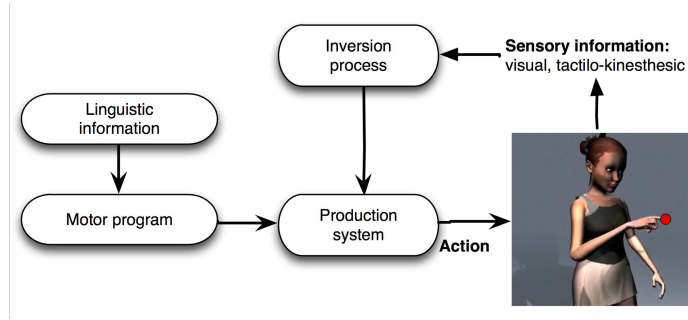 Inversion
process
Sensory information:
visual, tactilo-kinesthesic
Linguistic
information
Motor program
Production
system
Action